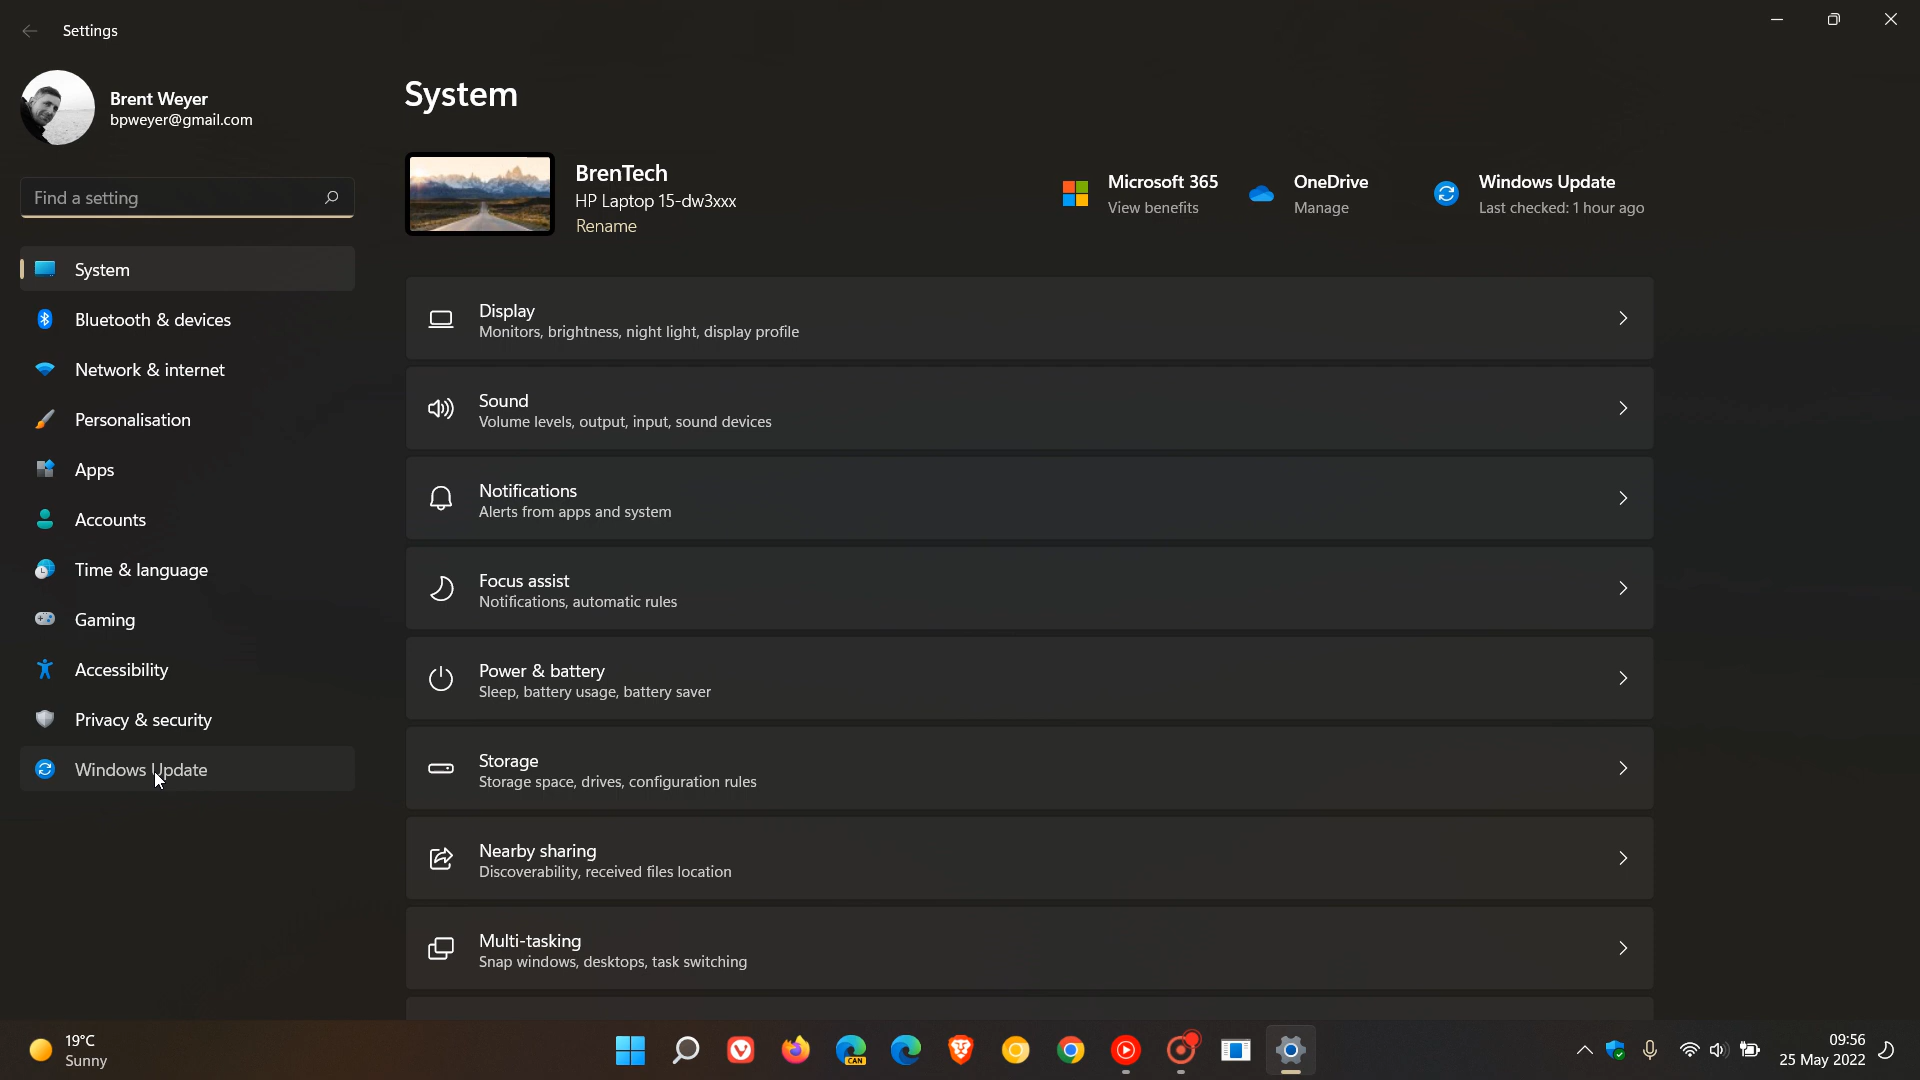 Settings
Brent Weyer
bpweyer@gmail.com
Find a setting
System
Bluetooth & devices
Network & internet
Personalisation
Apps
Accounts
Time & language
Gaming
Accessibility
Privacy & security
Windows Update
System
BrenTech
HP Laptop 15-dw3xxx
Rename
Microsoft 365
View benefits
OneDrive
Manage
Windows Update
Last checked: 1 hour ago
Display
Monitors, brightness, night light, display profile
Sound
Volume levels, output, input, sound devices
Notifications
Alerts from apps and system
Focus assist
Notifications, automatic rules
Power & battery
Sleep, battery usage, battery saver
Storage
Storage space, drives, configuration rules
Nearby sharing
Discoverability, received files location
Multi-tasking
Snap windows, desktops, task switching
19°C
Sunny
CAN
09:56
25 May 2022